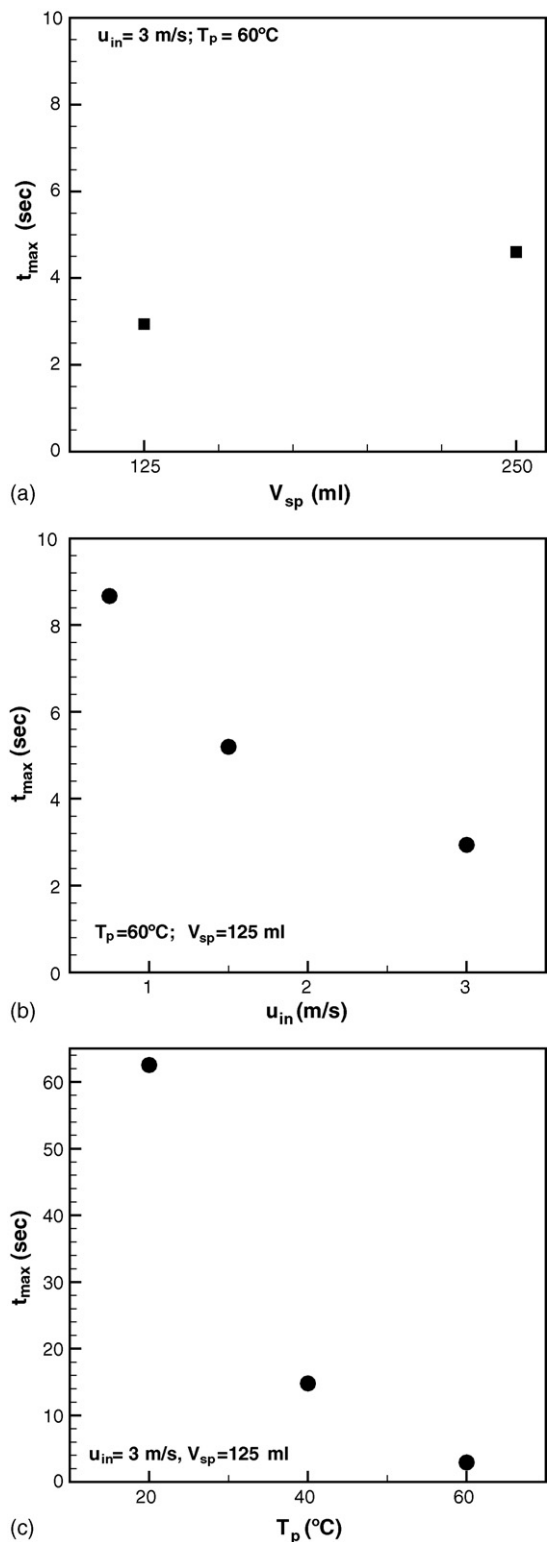 u_in= 3 m/s; T_p = 60ºC
10
8
6
4
2
0
t_max (sec)
125 250
(a) V_sp (ml)
10
8
6
4
2
0
t_max (sec)
T_p=60ºC; V_sp=125 ml
1 2 3
(b) u_in (m/s)
60
50
40
30
20
10
0
t_max (sec)
u_in= 3 m/s, V_sp=125 ml
20 40 60
(c) T_p (ºC)